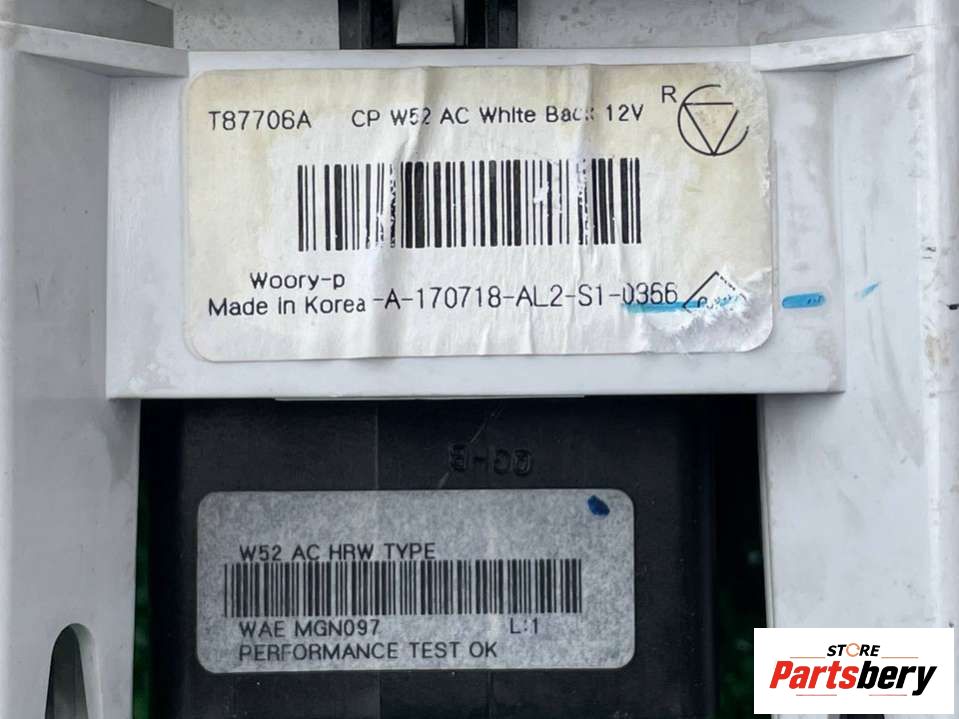 T87706A CP W52 AC White Back 12V
R
Woory-p
Made in Korea -A-170718-AL2-S1-0366
W52 AC HRW TYPE
WAE MGN097 L:1
PERFORMANCE TEST OK
STORE
Partsbery